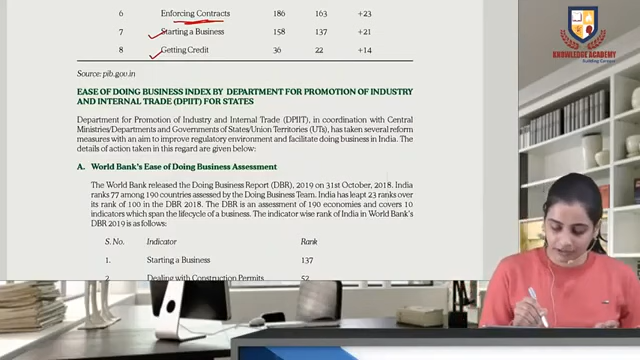 6 Enforcing Contracts 186 163 +23
7 Starting a Business 158 137 +21
8 Getting Credit 36 22 +14
Source: pib.gov.in
EASE OF DOING BUSINESS INDEX BY DEPARTMENT FOR PROMOTION OF INDUSTRY
AND INTERNAL TRADE (DPIIT) FOR STATES
Department for Promotion of Industry and Internal Trade (DPIIT), in coordination with Central
Ministries/Departments and Governments of States/Union Territories (UTs), has taken several reform
measures with an aim to improve regulatory environment and facilitate doing business in India. The
details of action taken in this regard are given below:
A. World Bank's Ease of Doing Business Assessment
The World Bank released the Doing Business Report (DBR), 2019 on 31st October, 2018. India
ranks 77 among 190 countries assessed by the Doing Business Team. India has leapt 23 ranks over
its rank of 100 in the DBR 2018. The DBR is an assessment of 190 economies and covers 10
indicators which span the lifecycle of a business. The indicator wise rank of India in World Bank's
DBR 2019 is as follows:
S. No. Indicator Rank
1. Starting a Business 137
2. Dealing with Construction Permits 52
KNOWLEDGE ACADEMY
Building Career